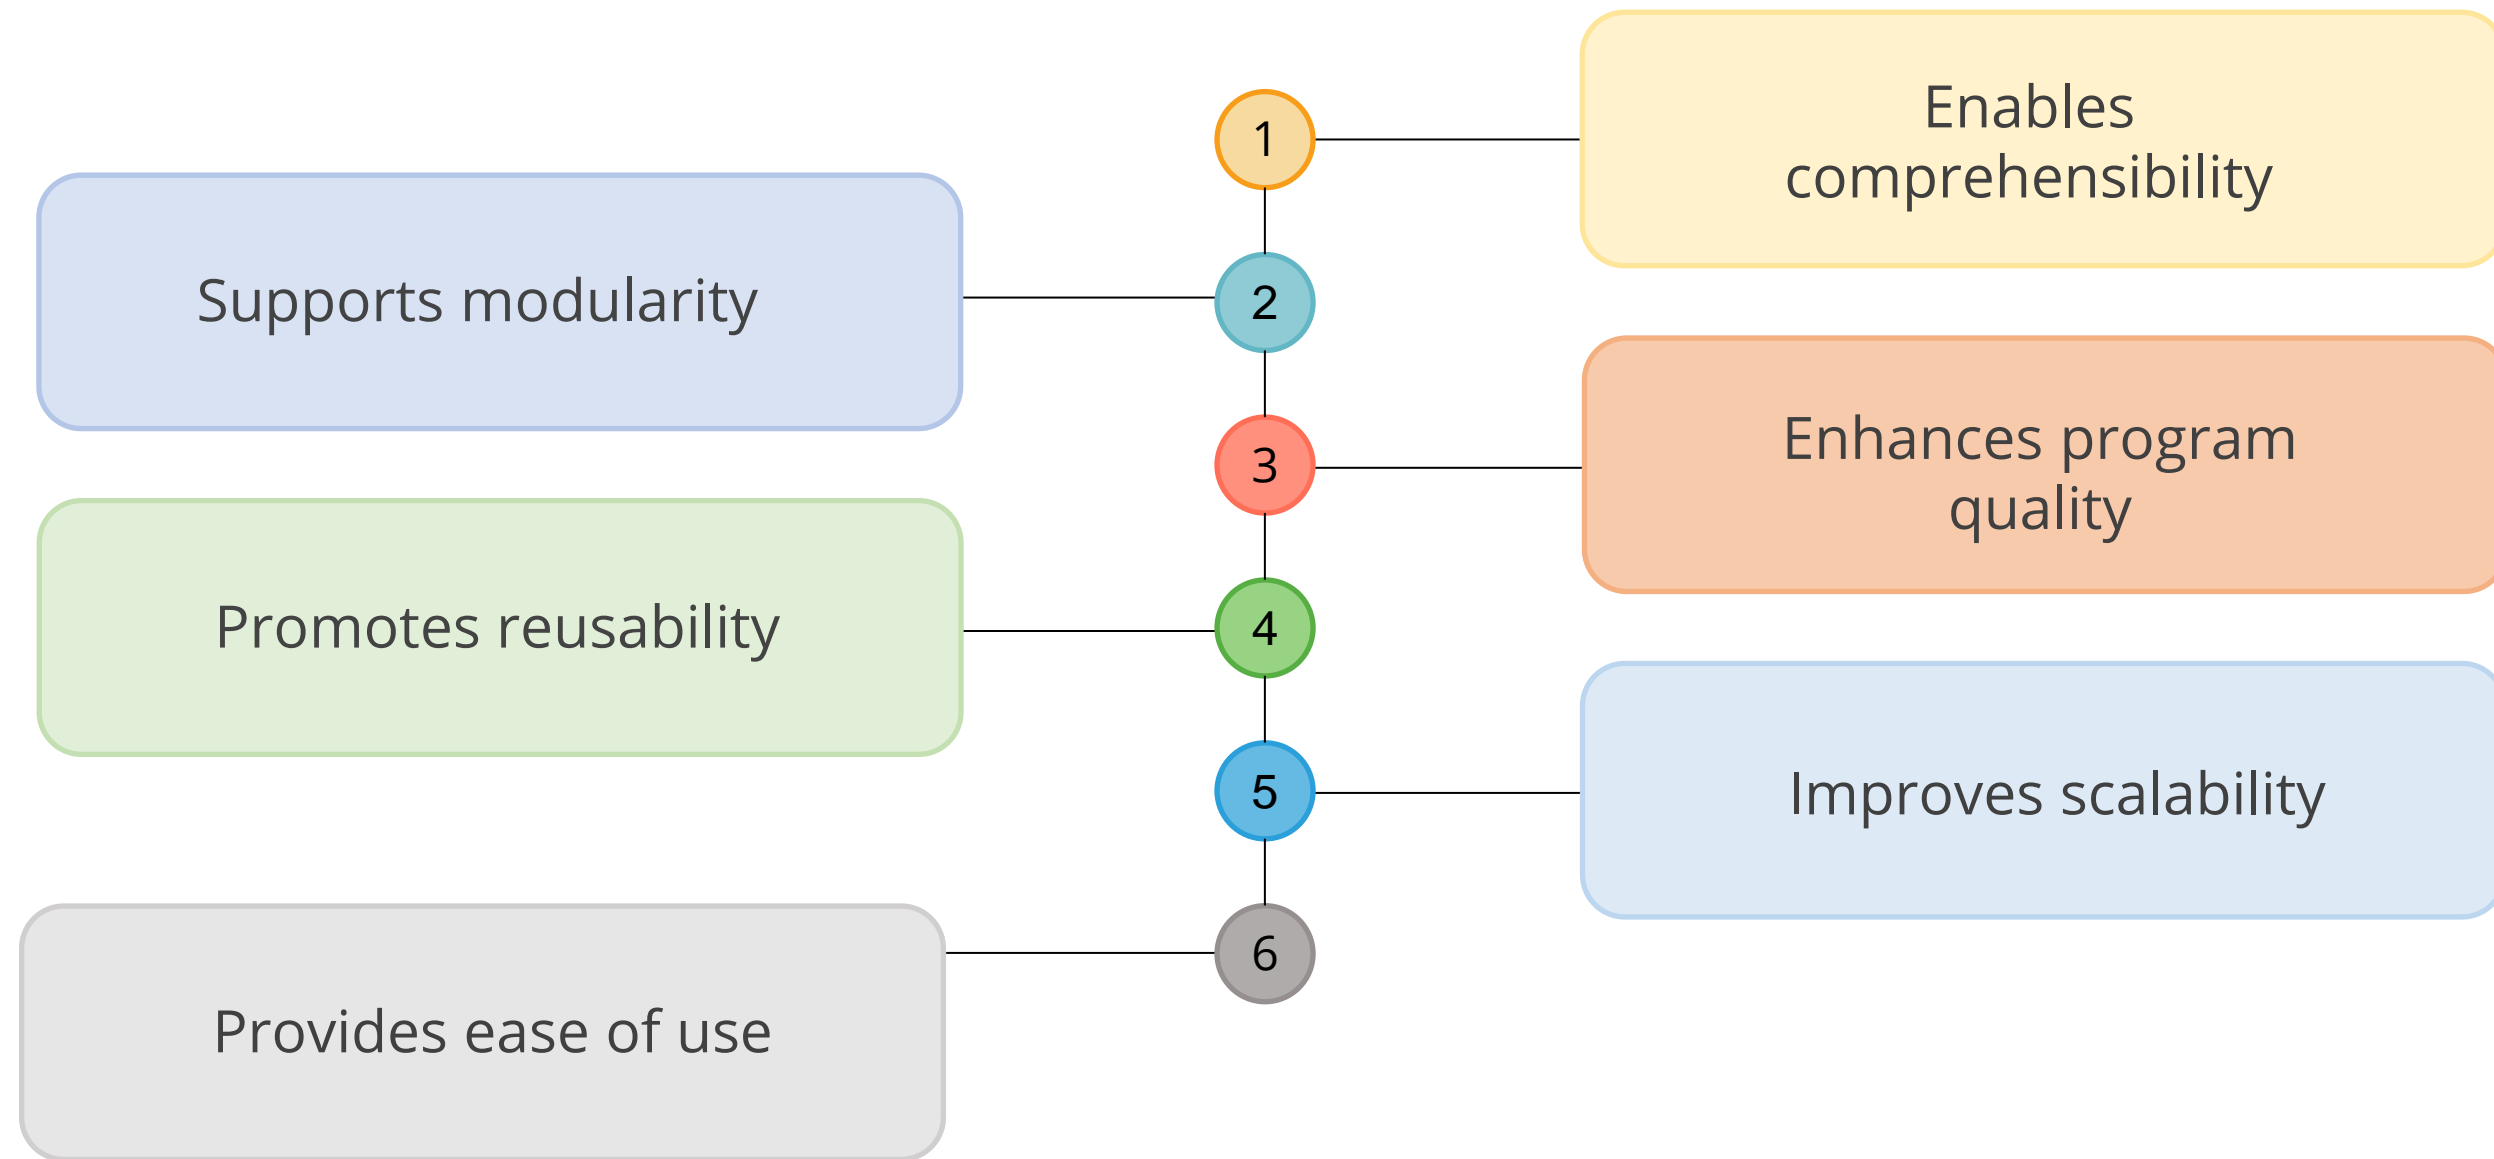 1
Enables
comprehensibility
2
Supports modularity
3
Enhances program
quality
4
Promotes reusability
5
Improves scalability
6
Provides ease of use